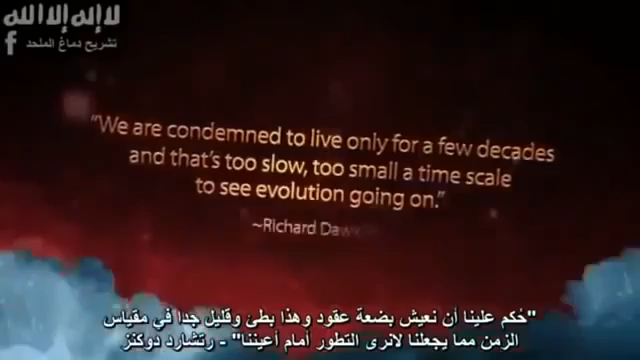 لا إله إلا الله
تشريح دماغ الملحد
f
"We are condemned to live only for a few decades
and that's too slow, too small a time scale
to see evolution going on."
~Richard Daw
"حُكم علينا أن نعيش بضعة عقود وهذا بطئ وقليل جدا في مقياس
الزمن مما يجعلنا لانرى التطور أمام أعيننا" - رتشارد دوكنز